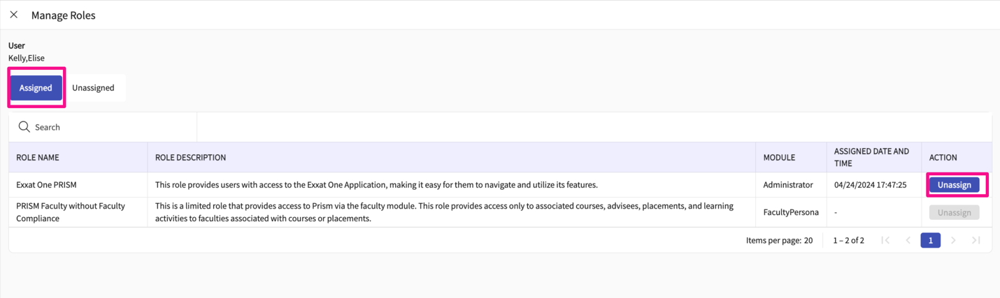 Manage Roles
User
Kelly,Elise
Assigned
Unassigned
Search
ROLE NAME
ROLE DESCRIPTION
MODULE
ASSIGNED DATE AND
TIME
ACTION
Exxat One PRISM
This role provides users with access to the Exxat One Application, making it easy for them to navigate and utilize its features.
Administrator
04/24/2024 17:47:25
Unassign
PRISM Faculty without Faculty
Compliance
This is a limited role that provides access to Prism via the faculty module. This role provides access only to associated courses, advisees, placements, and learning
activities to faculties associated with courses or placements.
FacultyPersona
-
Unassign
Items per page: 20
1 – 2 of 2
1